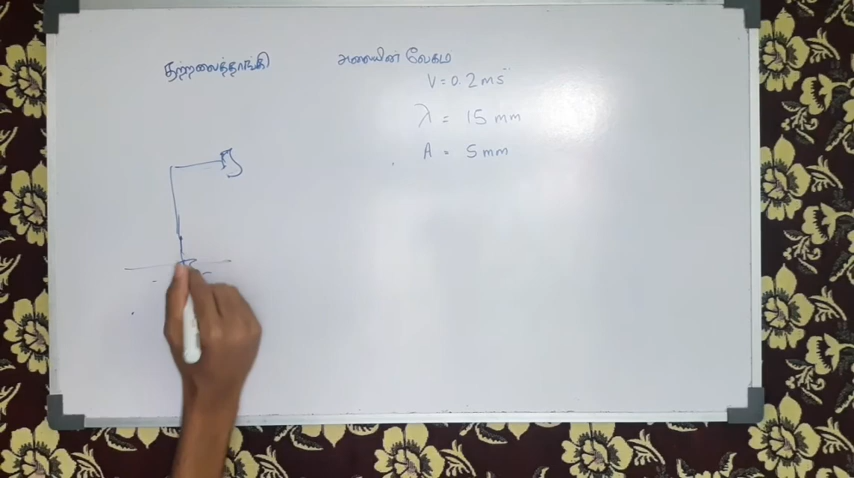 அலையின் வேகம்
V = 0.2 ms⁻¹
λ = 15 mm
A = 5 mm